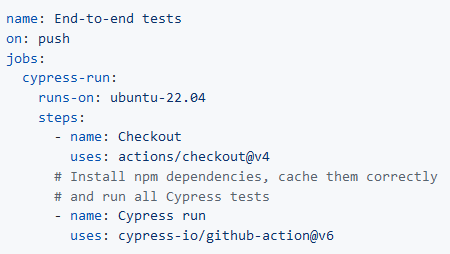 name: End-to-end tests
on: push
jobs:
  cypress-run:
    runs-on: ubuntu-22.04
    steps:
      - name: Checkout
        uses: actions/checkout@v4
      # Install npm dependencies, cache them correctly
      # and run all Cypress tests
      - name: Cypress run
        uses: cypress-io/github-action@v6